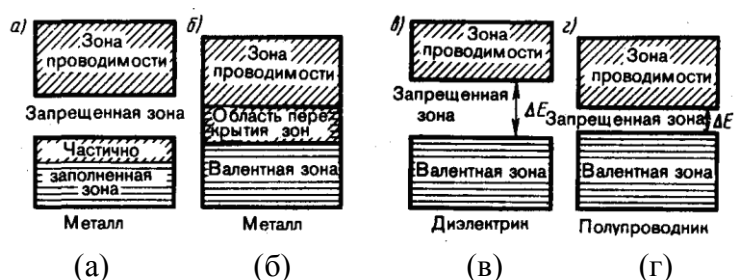 а)
Зона
проводимости
Запрещенная зона
Частично
заполненная
зона
Металл
(а)
б)
Зона
проводимости
Область пере
крытия зон
Валентная зона
Металл
(б)
в)
Зона
проводимости
Запрещенная
зона
ΔE
Валентная зона
Диэлектрик
(в)
г)
Зона
проводимости
Запрещенная зона
ΔE
Валентная зона
Полупроводник
(г)